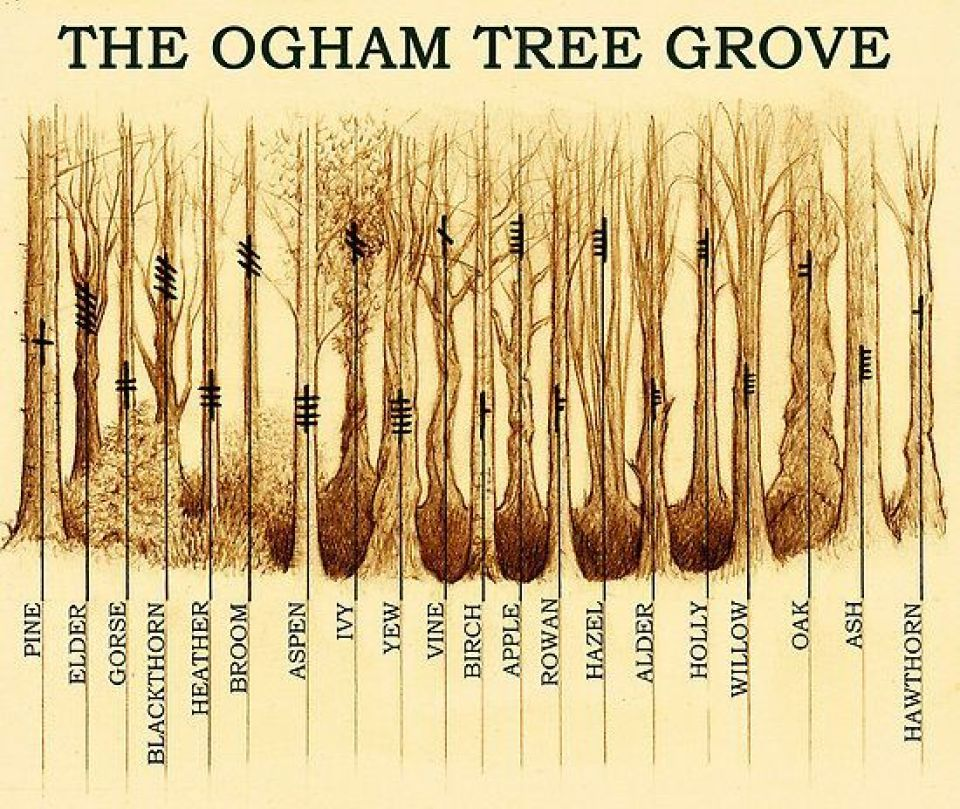 THE OGHAM TREE GROVE
PINE
ELDER
GORSE
BLACKTHORN
HEATHER
BROOM
ASPEN
IVY
YEW
VINE
BIRCH
APPLE
ROWAN
HAZEL
ALDER
HOLLY
WILLOW
OAK
ASH
HAWTHORN